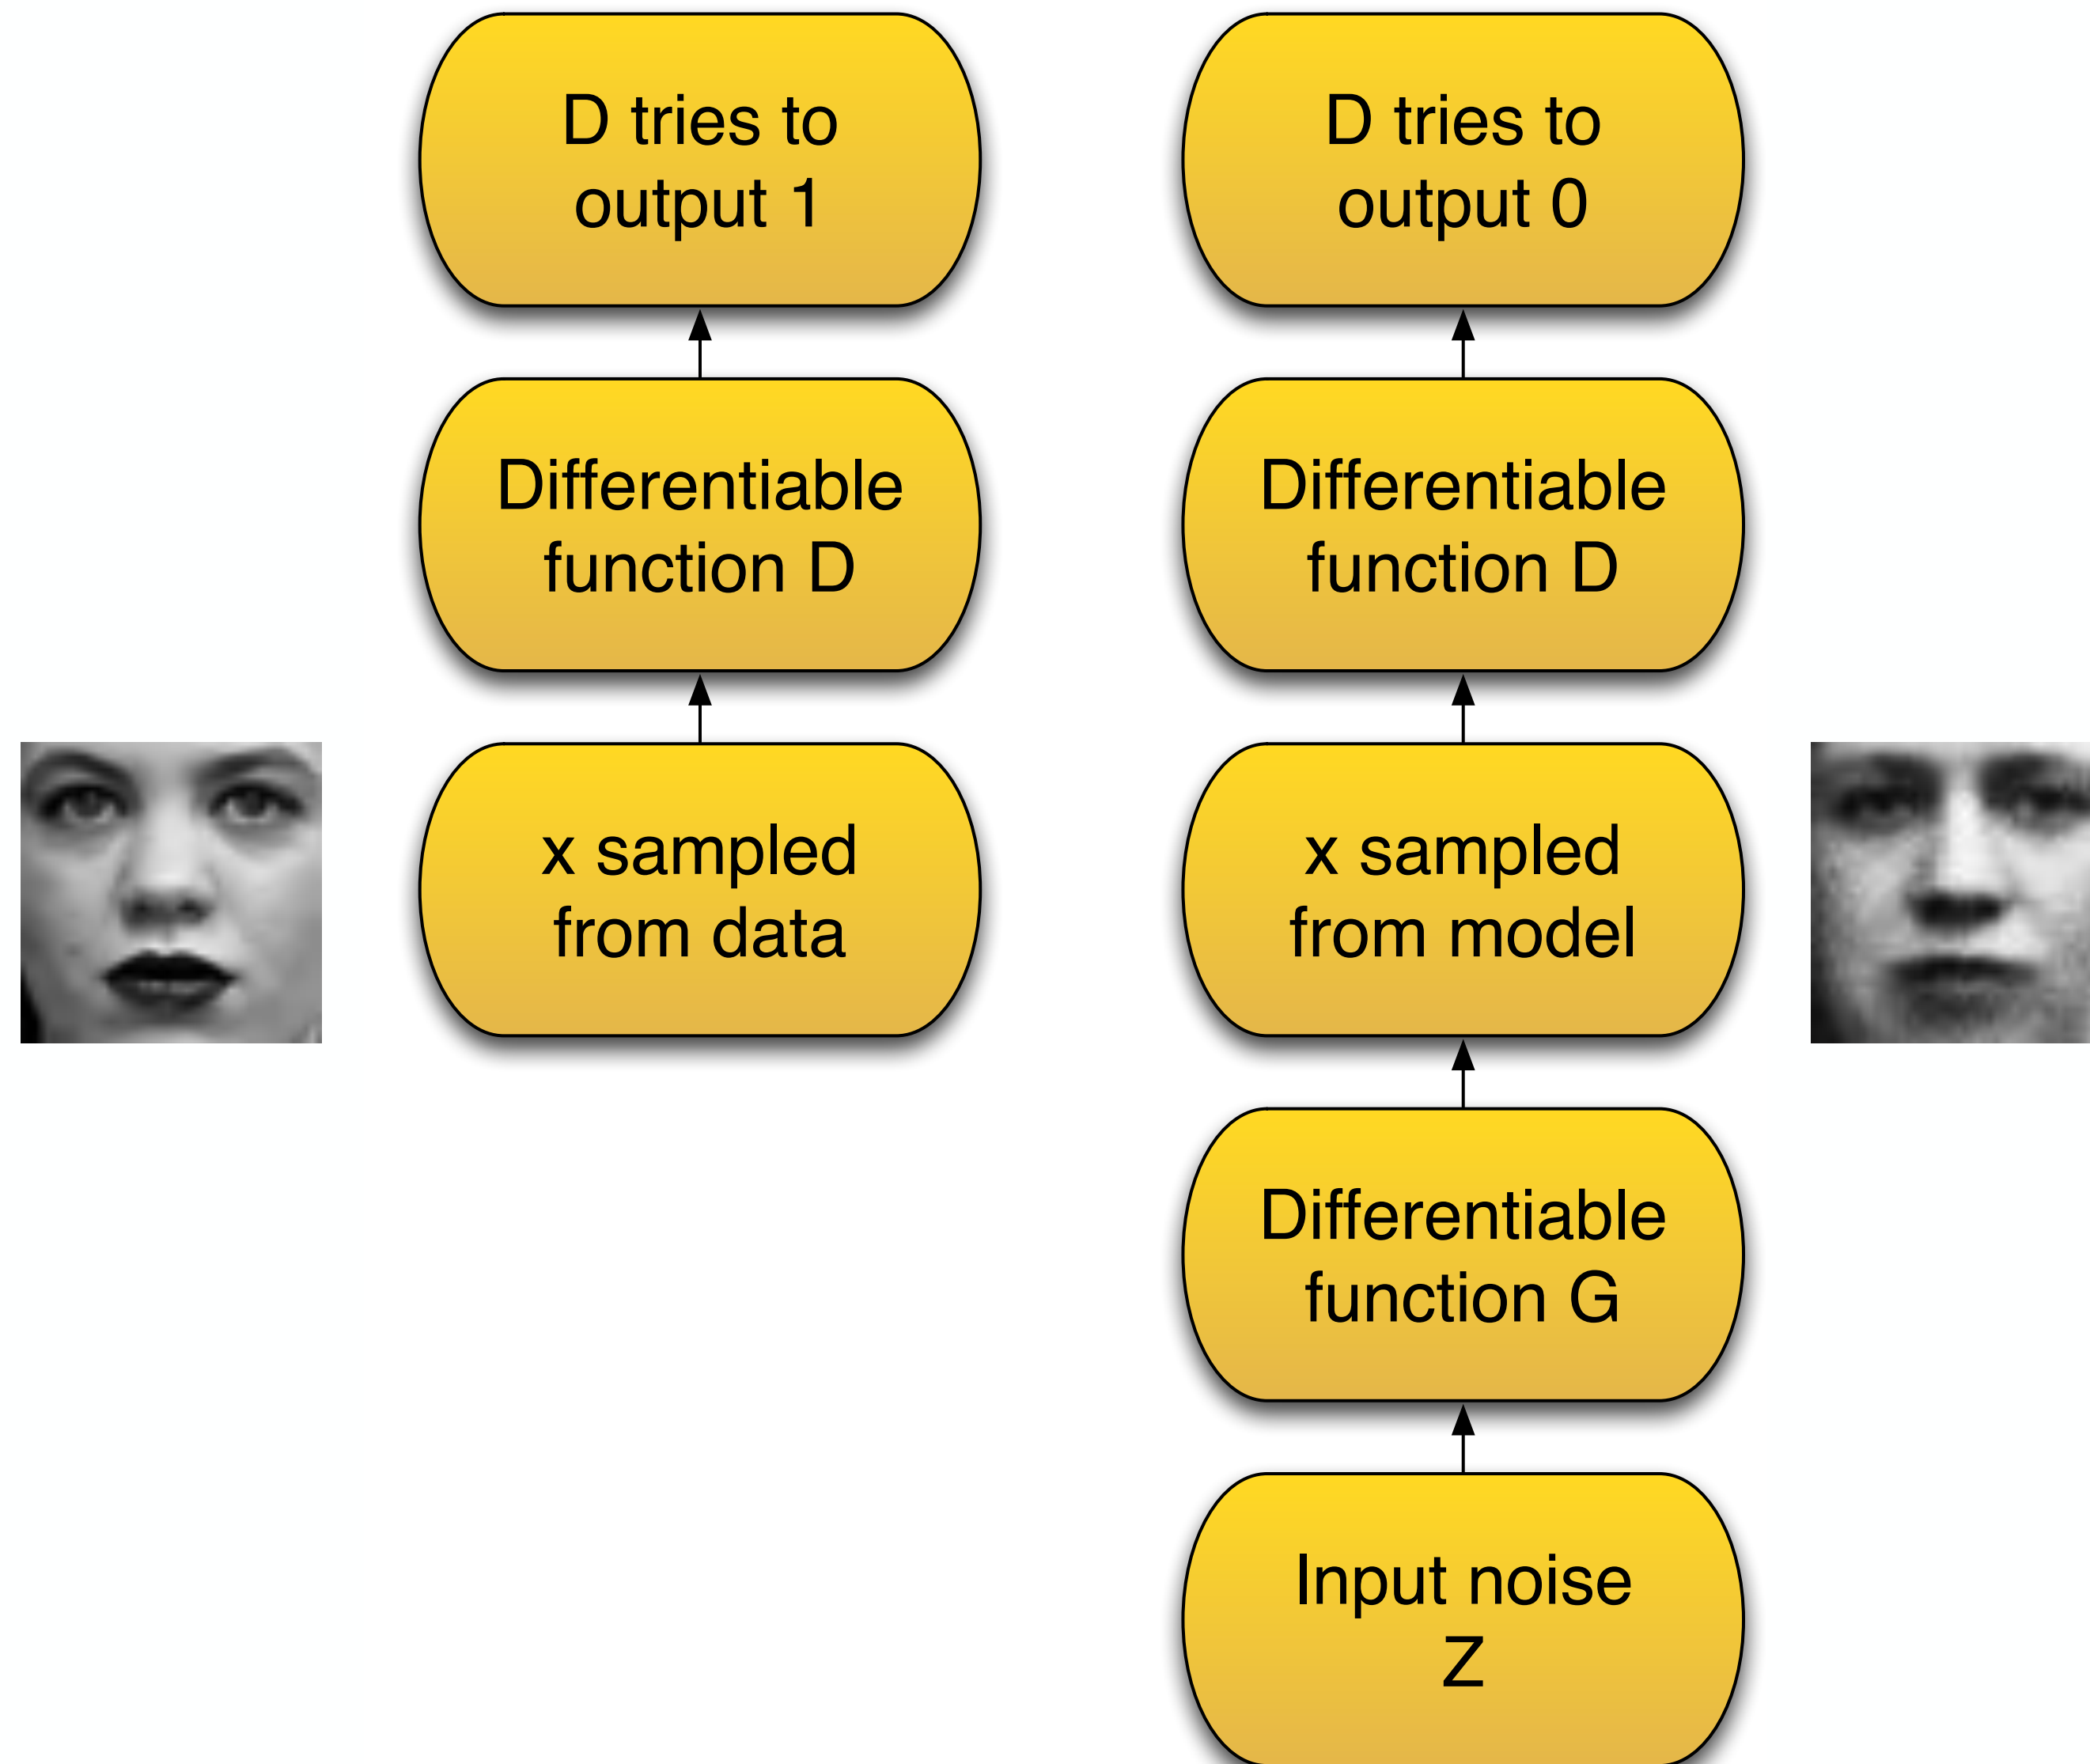 D tries to
output 1
Differentiable
function D
x sampled
from data
D tries to
output 0
Differentiable
function D
x sampled
from model
Differentiable
function G
Input noise
Z